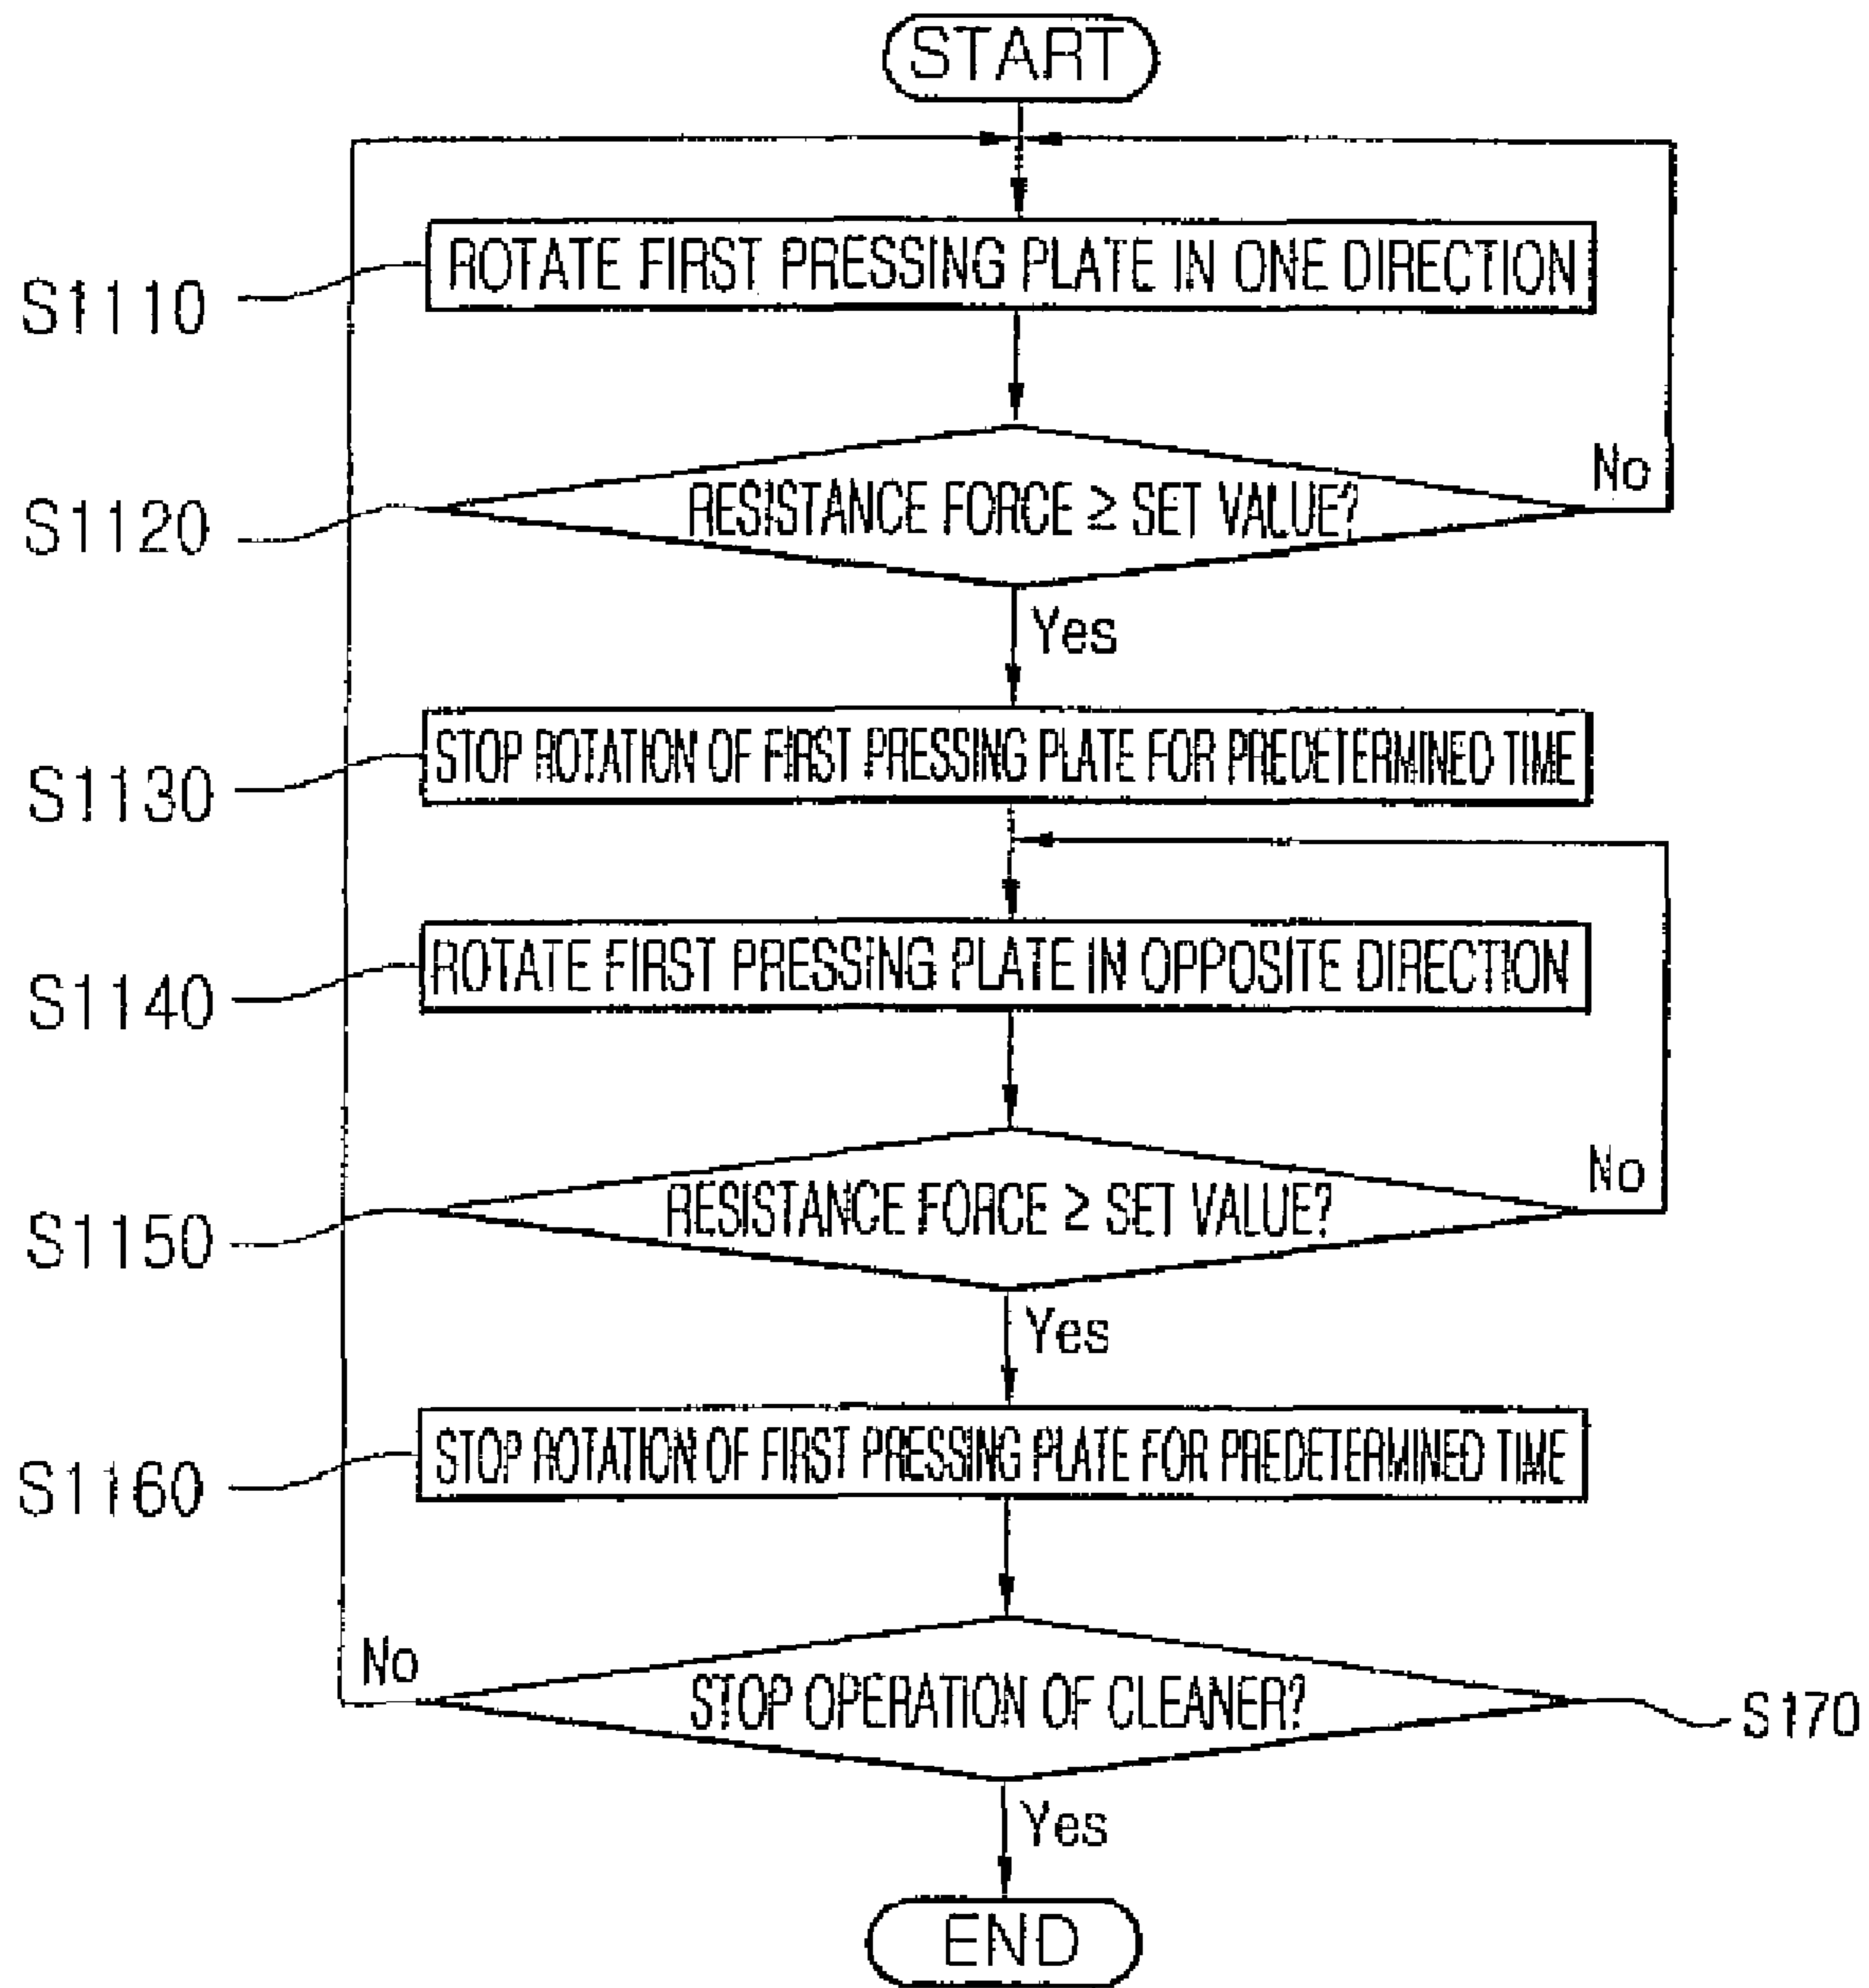 START
S1110
ROTATE FIRST PRESSING PLATE IN ONE DIRECTION
S1120
RESISTANCE FORCE ≥ SET VALUE?
No
Yes
S1130
STOP ROTATION OF FIRST PRESSING PLATE FOR PREDETERMINED TIME
S1140
ROTATE FIRST PRESSING PLATE IN OPPOSITE DIRECTION
S1150
RESISTANCE FORCE ≥ SET VALUE?
No
Yes
S1160
STOP ROTATION OF FIRST PRESSING PLATE FOR PREDETERMINED TIME
No
STOP OPERATION OF CLEANER?
S170
Yes
END